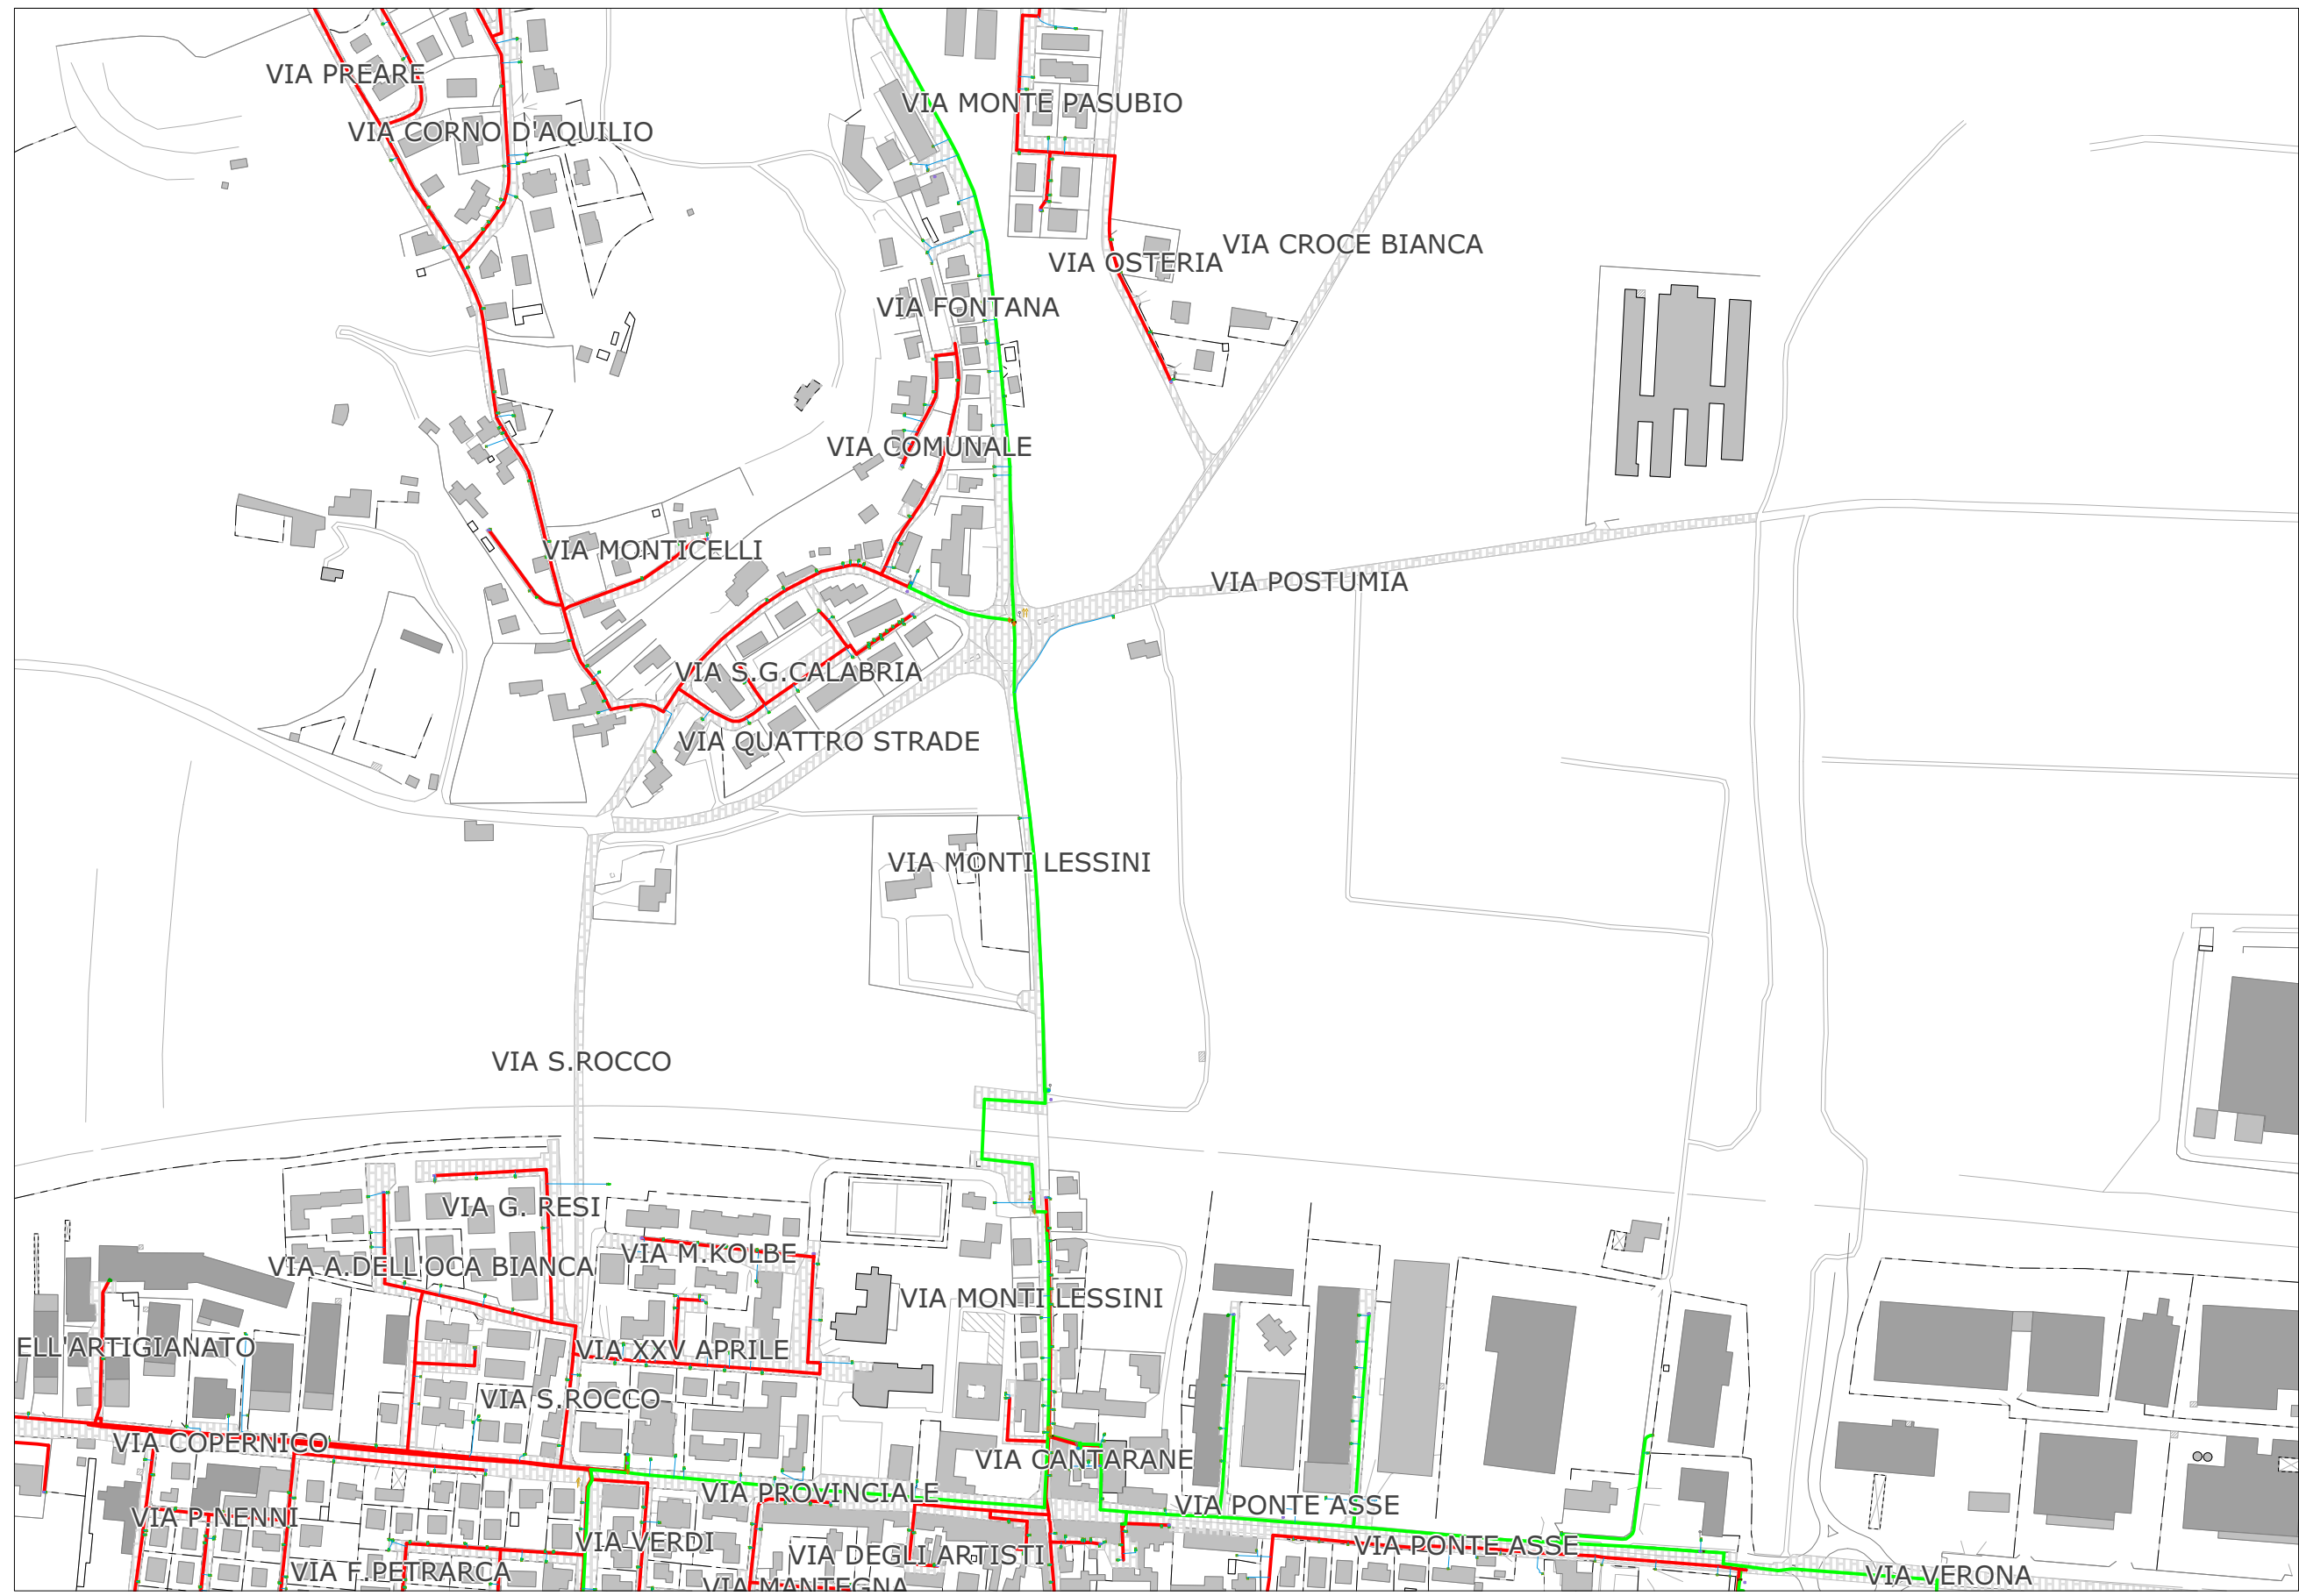 VIA PREARE
VIA MONTE PASUBIO
VIA CORNO D'AQUILIO
VIA CROCE BIANCA
VIA OSTERIA
VIA FONTANA
VIA COMUNALE
VIA MONTICELLI
VIA POSTUMIA
VIA S.G.CALABRIA
VIA QUATTRO STRADE
VIA MONTI LESSINI
VIA S.ROCCO
VIA G. RESI
VIA M.KOLBE
VIA A.DELL'OCA BIANCA
VIA MONTI LESSINI
ELL'ARTIGIANATO
VIA XXV APRILE
VIA S.ROCCO
VIA COPERNICO
VIA CANTARANE
VIA PROVINCIALE
VIA PONTE ASSE
VIA P.NENNI
VIA VERDI
VIA PONTE ASSE
VIA DEGLI ARTISTI
VIA F.PETRARCA
VIA VERONA
VIA MANTEGNA